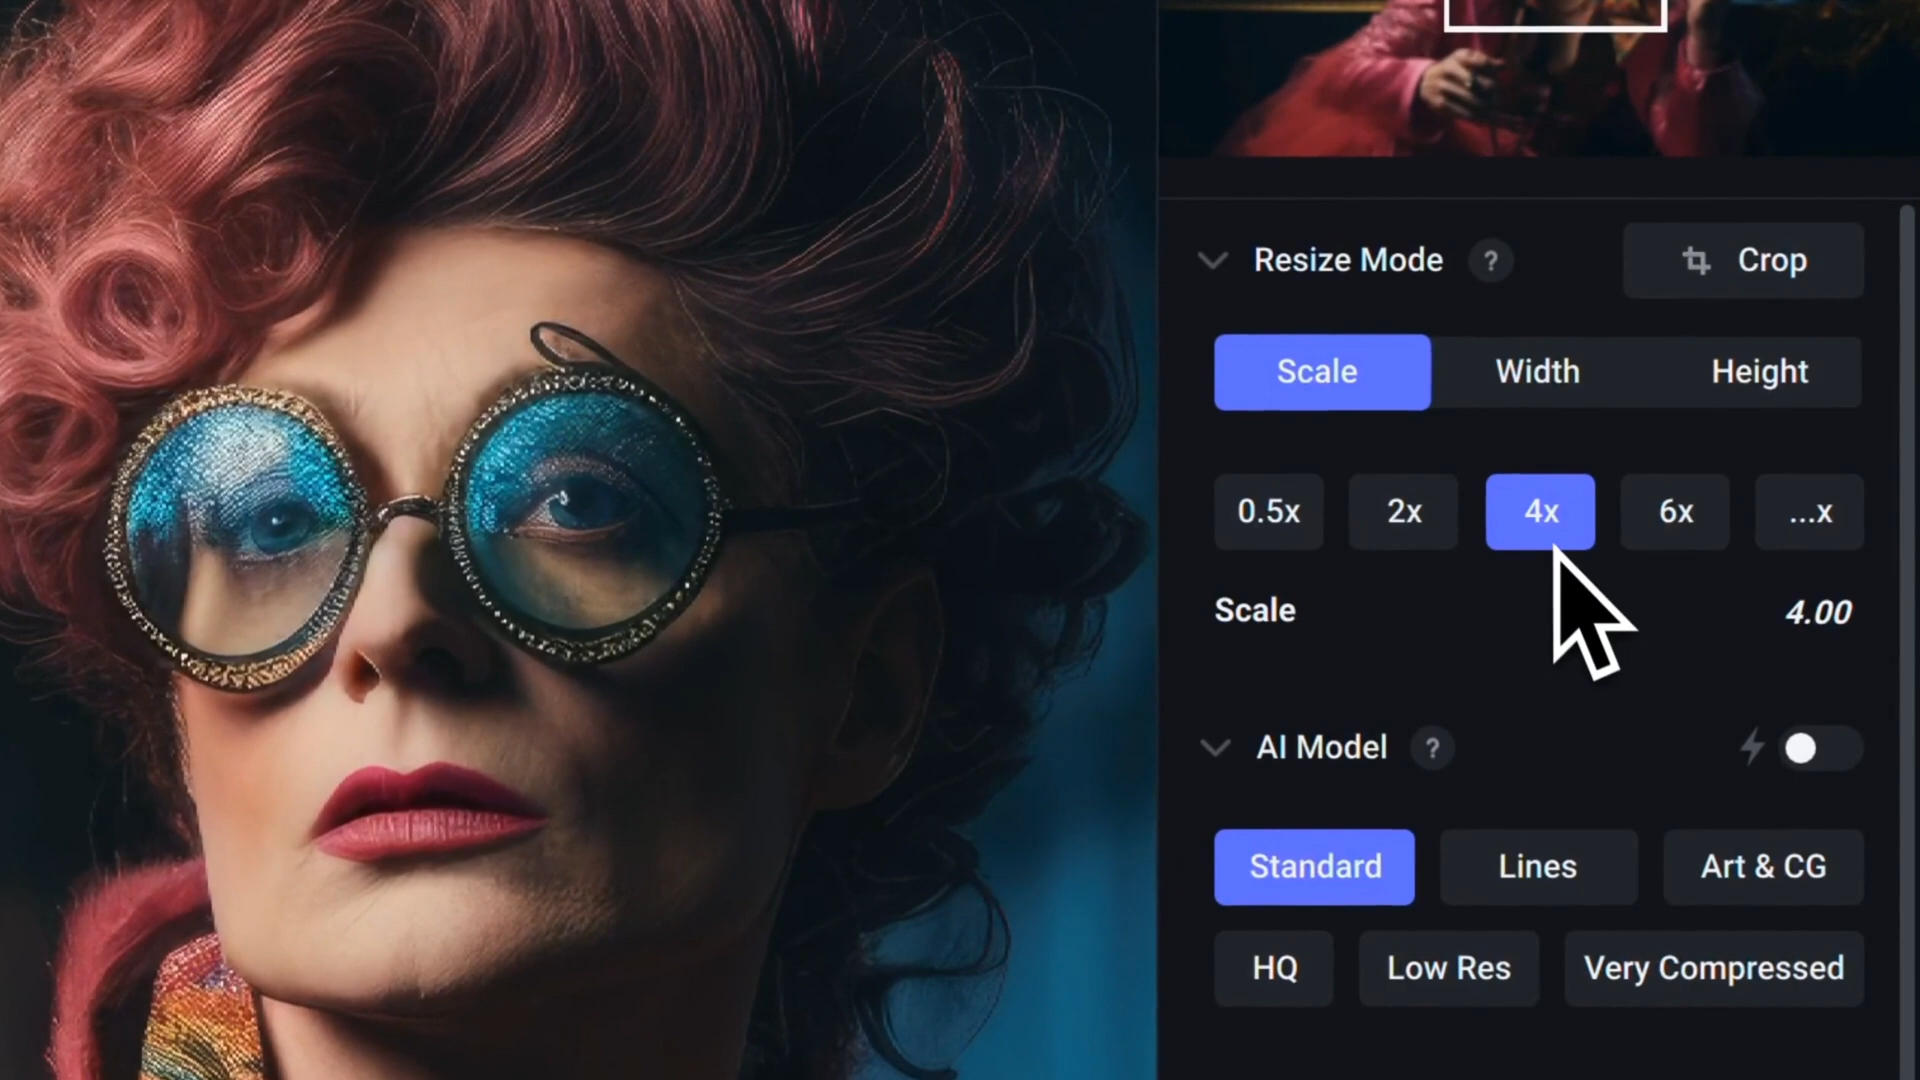 Resize Mode ? Crop
Scale Width Height
0.5x 2x 4x 6x ...x
Scale 4.00
AI Model ?
Standard Lines Art & CG
HQ Low Res Very Compressed